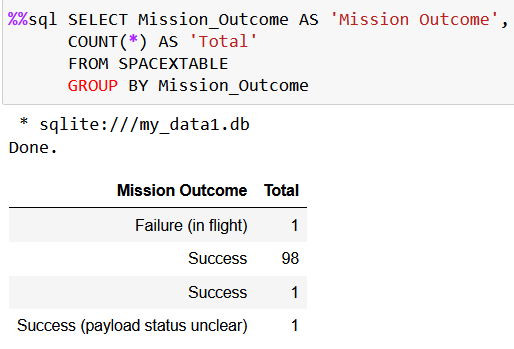 %%sql SELECT Mission_Outcome AS 'Mission Outcome',
COUNT(*) AS 'Total'
FROM SPACEXTABLE
GROUP BY Mission_Outcome
* sqlite:///my_data1.db
Done.
Mission Outcome Total
Failure (in flight) 1
Success 98
Success 1
Success (payload status unclear) 1